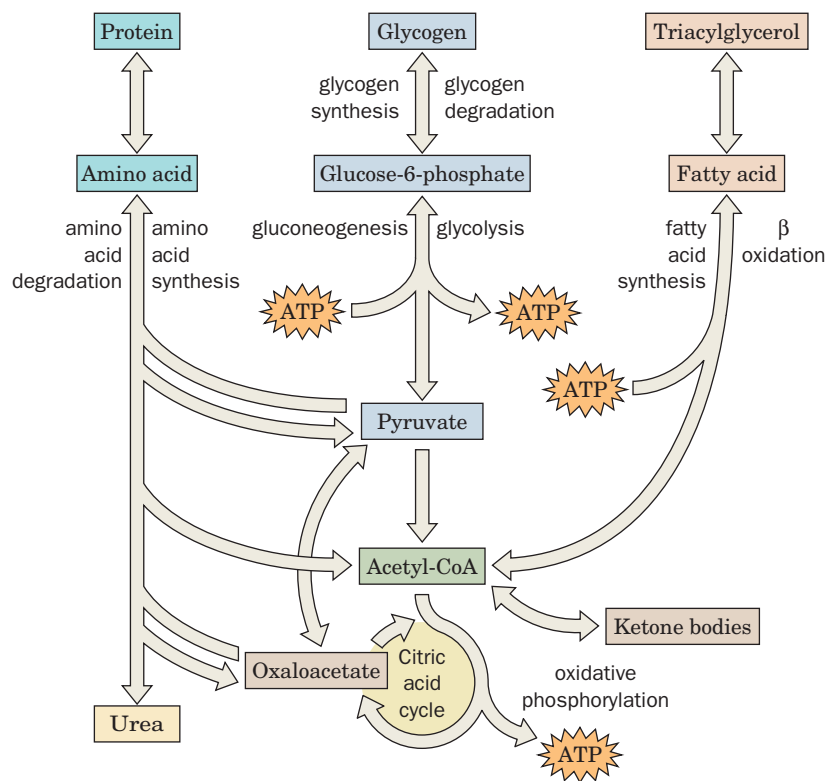 Protein
Glycogen
Triacylglycerol
glycogen
synthesis
glycogen
degradation
Amino acid
Glucose-6-phosphate
Fatty acid
amino
acid
degradation
amino
acid
synthesis
gluconeogenesis
glycolysis
fatty
acid
synthesis
β
oxidation
ATP
ATP
ATP
Pyruvate
Acetyl-CoA
Ketone bodies
Oxaloacetate
Citric
acid
cycle
oxidative
phosphorylation
Urea
ATP